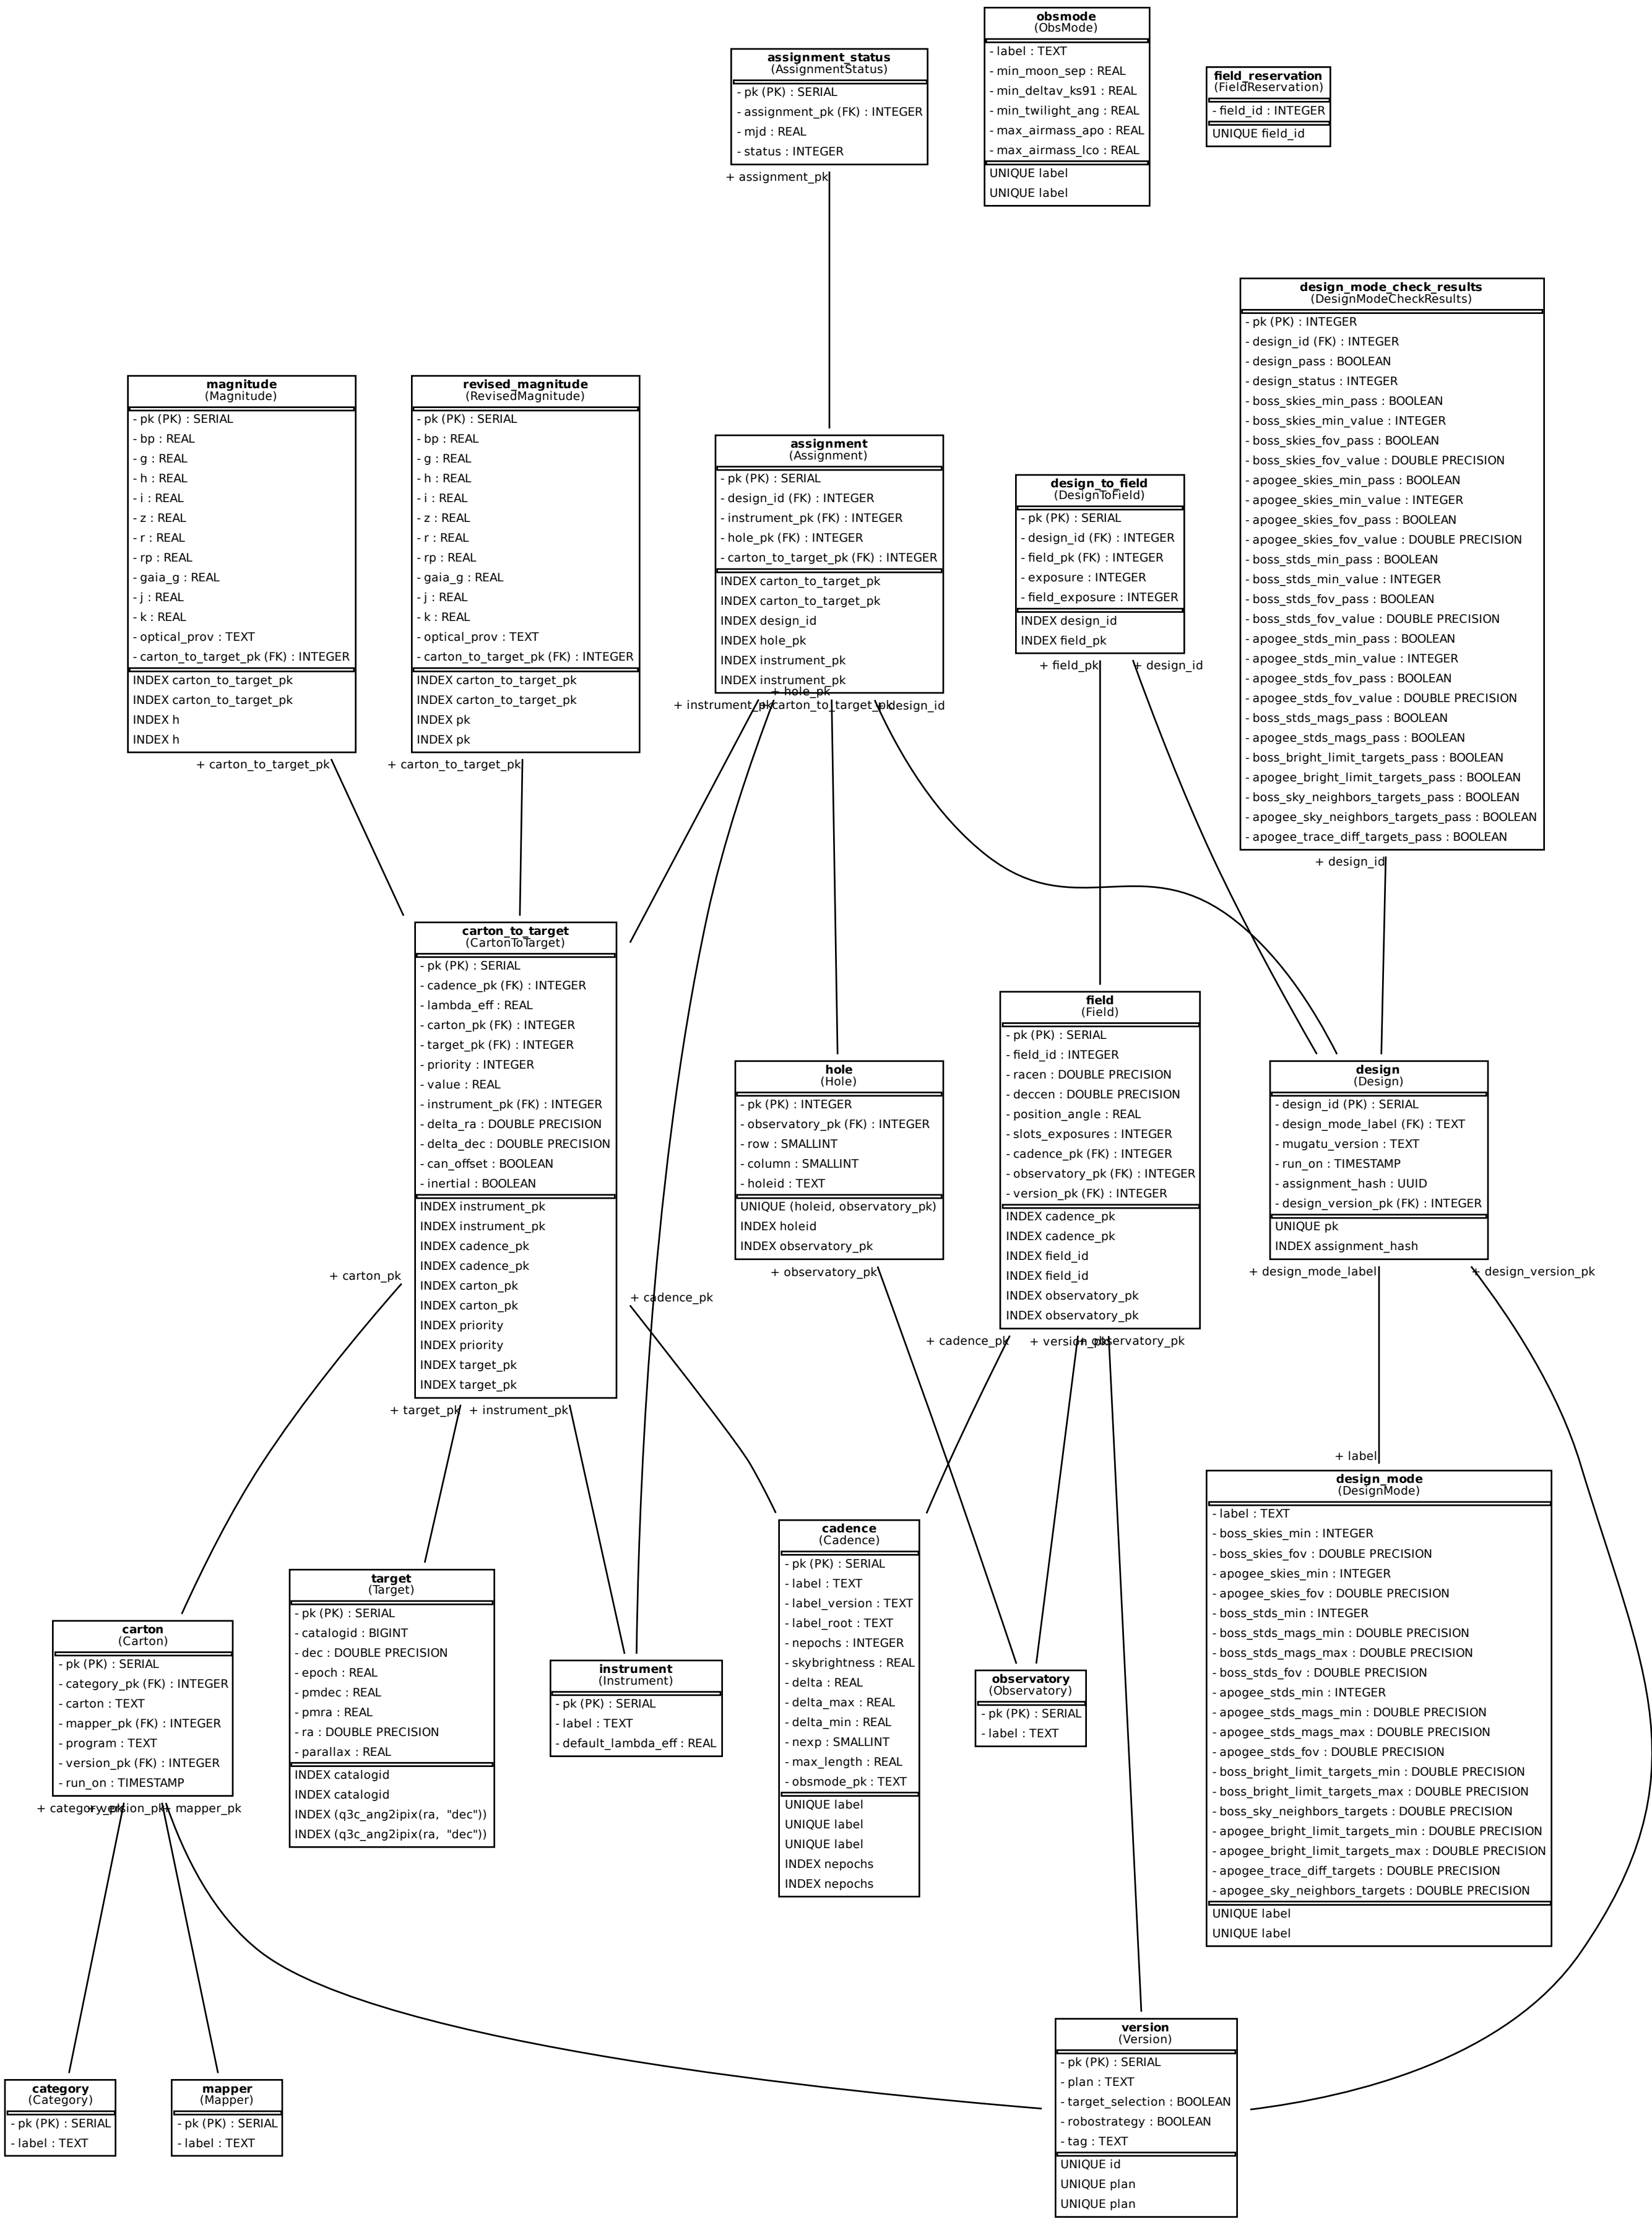 obsmode
(ObsMode)
- label : TEXT
- min_moon_sep : REAL
- min_deltav_ks91 : REAL
- min_twilight_ang : REAL
- max_airmass_apo : REAL
- max_airmass_lco : REAL
UNIQUE label
UNIQUE label
assignment_status
(AssignmentStatus)
- pk (PK) : SERIAL
- assignment_pk (FK) : INTEGER
- mjd : REAL
- status : INTEGER
+ assignment_pk
field_reservation
(FieldReservation)
- field_id : INTEGER
UNIQUE field_id
design_mode_check_results
(DesignModeCheckResults)
- pk (PK) : INTEGER
- design_id (FK) : INTEGER
- design_pass : BOOLEAN
- design_status : INTEGER
- boss_skies_min_pass : BOOLEAN
- boss_skies_min_value : INTEGER
- boss_skies_fov_pass : BOOLEAN
- boss_skies_fov_value : DOUBLE PRECISION
- apogee_skies_min_pass : BOOLEAN
- apogee_skies_min_value : INTEGER
- apogee_skies_fov_pass : BOOLEAN
- apogee_skies_fov_value : DOUBLE PRECISION
- boss_stds_min_pass : BOOLEAN
- boss_stds_min_value : INTEGER
- boss_stds_fov_pass : BOOLEAN
- boss_stds_fov_value : DOUBLE PRECISION
- apogee_stds_min_pass : BOOLEAN
- apogee_stds_min_value : INTEGER
- apogee_stds_fov_pass : BOOLEAN
- apogee_stds_fov_value : DOUBLE PRECISION
- boss_stds_mags_pass : BOOLEAN
- apogee_stds_mags_pass : BOOLEAN
- boss_bright_limit_targets_pass : BOOLEAN
- apogee_bright_limit_targets_pass : BOOLEAN
- boss_sky_neighbors_targets_pass : BOOLEAN
- apogee_sky_neighbors_targets_pass : BOOLEAN
- apogee_trace_diff_targets_pass : BOOLEAN
+ design_id
magnitude
(Magnitude)
- pk (PK) : SERIAL
- bp : REAL
- g : REAL
- h : REAL
- i : REAL
- z : REAL
- r : REAL
- rp : REAL
- gaia_g : REAL
- j : REAL
- k : REAL
- optical_prov : TEXT
- carton_to_target_pk (FK) : INTEGER
INDEX carton_to_target_pk
INDEX carton_to_target_pk
INDEX h
INDEX h
+ carton_to_target_pk
revised_magnitude
(RevisedMagnitude)
- pk (PK) : SERIAL
- bp : REAL
- g : REAL
- h : REAL
- i : REAL
- z : REAL
- r : REAL
- rp : REAL
- gaia_g : REAL
- j : REAL
- k : REAL
- optical_prov : TEXT
- carton_to_target_pk (FK) : INTEGER
INDEX carton_to_target_pk
INDEX carton_to_target_pk
INDEX pk
INDEX pk
+ carton_to_target_pk
assignment
(Assignment)
- pk (PK) : SERIAL
- design_id (FK) : INTEGER
- instrument_pk (FK) : INTEGER
- hole_pk (FK) : INTEGER
- carton_to_target_pk (FK) : INTEGER
INDEX carton_to_target_pk
INDEX carton_to_target_pk
INDEX design_id
INDEX hole_pk
INDEX instrument_pk
INDEX instrument_pk
+ hole_pk
+ instrument_pk
+ carton_to_target_pk
+ design_id
design_to_field
(DesignToField)
- pk (PK) : SERIAL
- design_id (FK) : INTEGER
- field_pk (FK) : INTEGER
- exposure : INTEGER
- field_exposure : INTEGER
INDEX design_id
INDEX field_pk
+ field_pk
+ design_id
carton_to_target
(CartonToTarget)
- pk (PK) : SERIAL
- cadence_pk (FK) : INTEGER
- lambda_eff : REAL
- carton_pk (FK) : INTEGER
- target_pk (FK) : INTEGER
- priority : INTEGER
- value : REAL
- instrument_pk (FK) : INTEGER
- delta_ra : DOUBLE PRECISION
- delta_dec : DOUBLE PRECISION
- can_offset : BOOLEAN
- inertial : BOOLEAN
INDEX instrument_pk
INDEX instrument_pk
INDEX cadence_pk
INDEX cadence_pk
INDEX carton_pk
INDEX carton_pk
INDEX priority
INDEX priority
INDEX target_pk
INDEX target_pk
+ carton_pk
+ cadence_pk
+ target_pk
+ instrument_pk
hole
(Hole)
- pk (PK) : INTEGER
- observatory_pk (FK) : INTEGER
- row : SMALLINT
- column : SMALLINT
- holeid : TEXT
UNIQUE (holeid, observatory_pk)
INDEX holeid
INDEX observatory_pk
+ observatory_pk
field
(Field)
- pk (PK) : SERIAL
- field_id : INTEGER
- racen : DOUBLE PRECISION
- deccen : DOUBLE PRECISION
- position_angle : REAL
- slots_exposures : INTEGER
- cadence_pk (FK) : INTEGER
- observatory_pk (FK) : INTEGER
- version_pk (FK) : INTEGER
INDEX cadence_pk
INDEX cadence_pk
INDEX field_id
INDEX field_id
INDEX observatory_pk
INDEX observatory_pk
+ cadence_pk
+ version_pk
+ observatory_pk
design
(Design)
- design_id (PK) : SERIAL
- design_mode_label (FK) : TEXT
- mugatu_version : TEXT
- run_on : TIMESTAMP
- assignment_hash : UUID
- design_version_pk (FK) : INTEGER
UNIQUE pk
INDEX assignment_hash
+ design_mode_label
+ design_version_pk
+ label
design_mode
(DesignMode)
- label : TEXT
- boss_skies_min : INTEGER
- boss_skies_fov : DOUBLE PRECISION
- apogee_skies_min : INTEGER
- apogee_skies_fov : DOUBLE PRECISION
- boss_stds_min : INTEGER
- boss_stds_mags_min : DOUBLE PRECISION
- boss_stds_mags_max : DOUBLE PRECISION
- boss_stds_fov : DOUBLE PRECISION
- apogee_stds_min : INTEGER
- apogee_stds_mags_min : DOUBLE PRECISION
- apogee_stds_mags_max : DOUBLE PRECISION
- apogee_stds_fov : DOUBLE PRECISION
- boss_bright_limit_targets_min : DOUBLE PRECISION
- boss_bright_limit_targets_max : DOUBLE PRECISION
- boss_sky_neighbors_targets : DOUBLE PRECISION
- apogee_bright_limit_targets_min : DOUBLE PRECISION
- apogee_bright_limit_targets_max : DOUBLE PRECISION
- apogee_trace_diff_targets : DOUBLE PRECISION
- apogee_sky_neighbors_targets : DOUBLE PRECISION
UNIQUE label
UNIQUE label
cadence
(Cadence)
- pk (PK) : SERIAL
- label : TEXT
- label_version : TEXT
- label_root : TEXT
- nepochs : INTEGER
- skybrightness : REAL
- delta : REAL
- delta_max : REAL
- delta_min : REAL
- nexp : SMALLINT
- max_length : REAL
- obsmode_pk : TEXT
UNIQUE label
UNIQUE label
UNIQUE label
INDEX nepochs
INDEX nepochs
target
(Target)
- pk (PK) : SERIAL
- catalogid : BIGINT
- dec : DOUBLE PRECISION
- epoch : REAL
- pmdec : REAL
- pmra : REAL
- ra : DOUBLE PRECISION
- parallax : REAL
INDEX catalogid
INDEX catalogid
INDEX (q3c_ang2ipix(ra, "dec"))
INDEX (q3c_ang2ipix(ra, "dec"))
carton
(Carton)
- pk (PK) : SERIAL
- category_pk (FK) : INTEGER
- carton : TEXT
- mapper_pk (FK) : INTEGER
- program : TEXT
- version_pk (FK) : INTEGER
- run_on : TIMESTAMP
+ category_pk
+ version_pk
+ mapper_pk
instrument
(Instrument)
- pk (PK) : SERIAL
- label : TEXT
- default_lambda_eff : REAL
observatory
(Observatory)
- pk (PK) : SERIAL
- label : TEXT
version
(Version)
- pk (PK) : SERIAL
- plan : TEXT
- target_selection : BOOLEAN
- robostrategy : BOOLEAN
- tag : TEXT
UNIQUE id
UNIQUE plan
UNIQUE plan
category
(Category)
- pk (PK) : SERIAL
- label : TEXT
mapper
(Mapper)
- pk (PK) : SERIAL
- label : TEXT